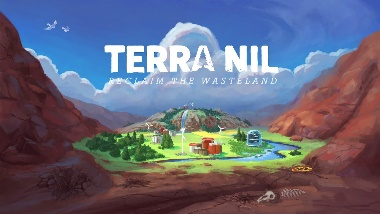 TERRA NIL
RECLAIM THE WASTELAND